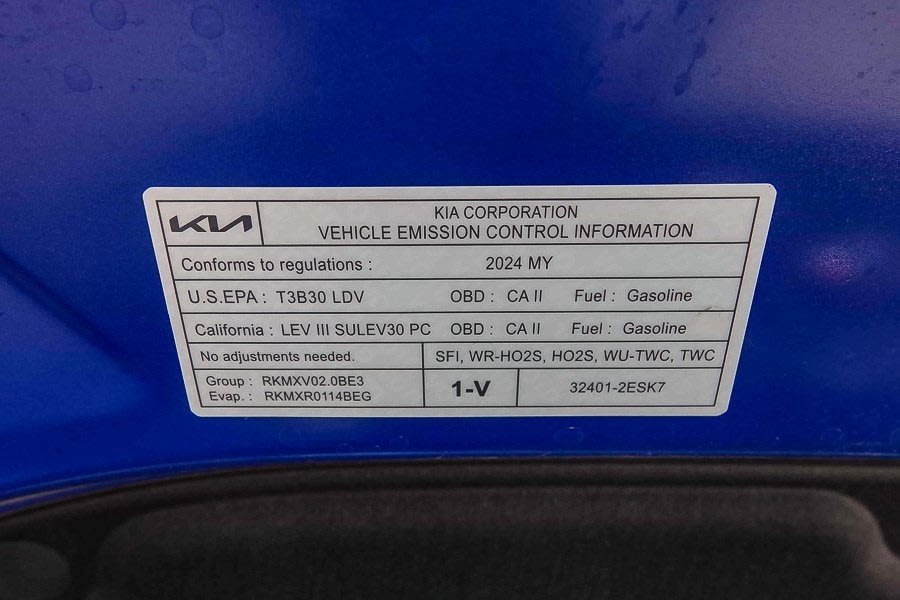 KIA
KIA CORPORATION
VEHICLE EMISSION CONTROL INFORMATION
Conforms to regulations : 2024 MY
U.S.EPA : T3B30 LDV OBD : CA II Fuel : Gasoline
California : LEV III SULEV30 PC OBD : CA II Fuel : Gasoline
No adjustments needed. SFI, WR-HO2S, HO2S, WU-TWC, TWC
Group : RKMXV02.0BE3
Evap. : RKMXR0114BEG
1-V
32401-2ESK7